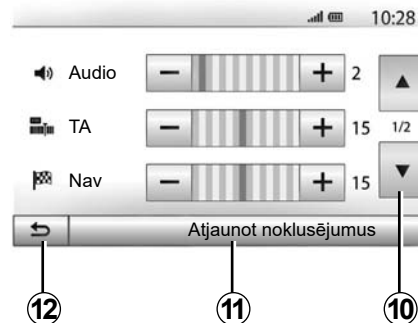 10:28
Audio − + 2
TA − + 15 1/2
Nav − + 15
Atjaunot noklusējumus
12 11 10